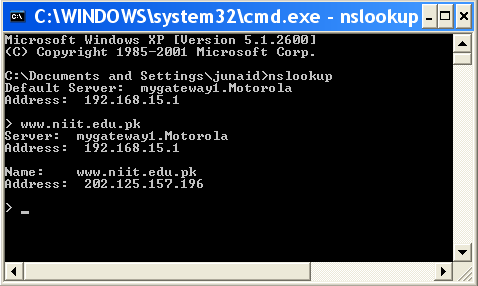 C:\WINDOWS\system32\cmd.exe - nslookup
Microsoft Windows XP [Version 5.1.2600]
(C) Copyright 1985-2001 Microsoft Corp.
C:\Documents and Settings\junaid>nslookup
Default Server:  mygateway1.Motorola
Address:  192.168.15.1
> www.niit.edu.pk
Server:  mygateway1.Motorola
Address:  192.168.15.1
Name:    www.niit.edu.pk
Address:  202.125.157.196
> _